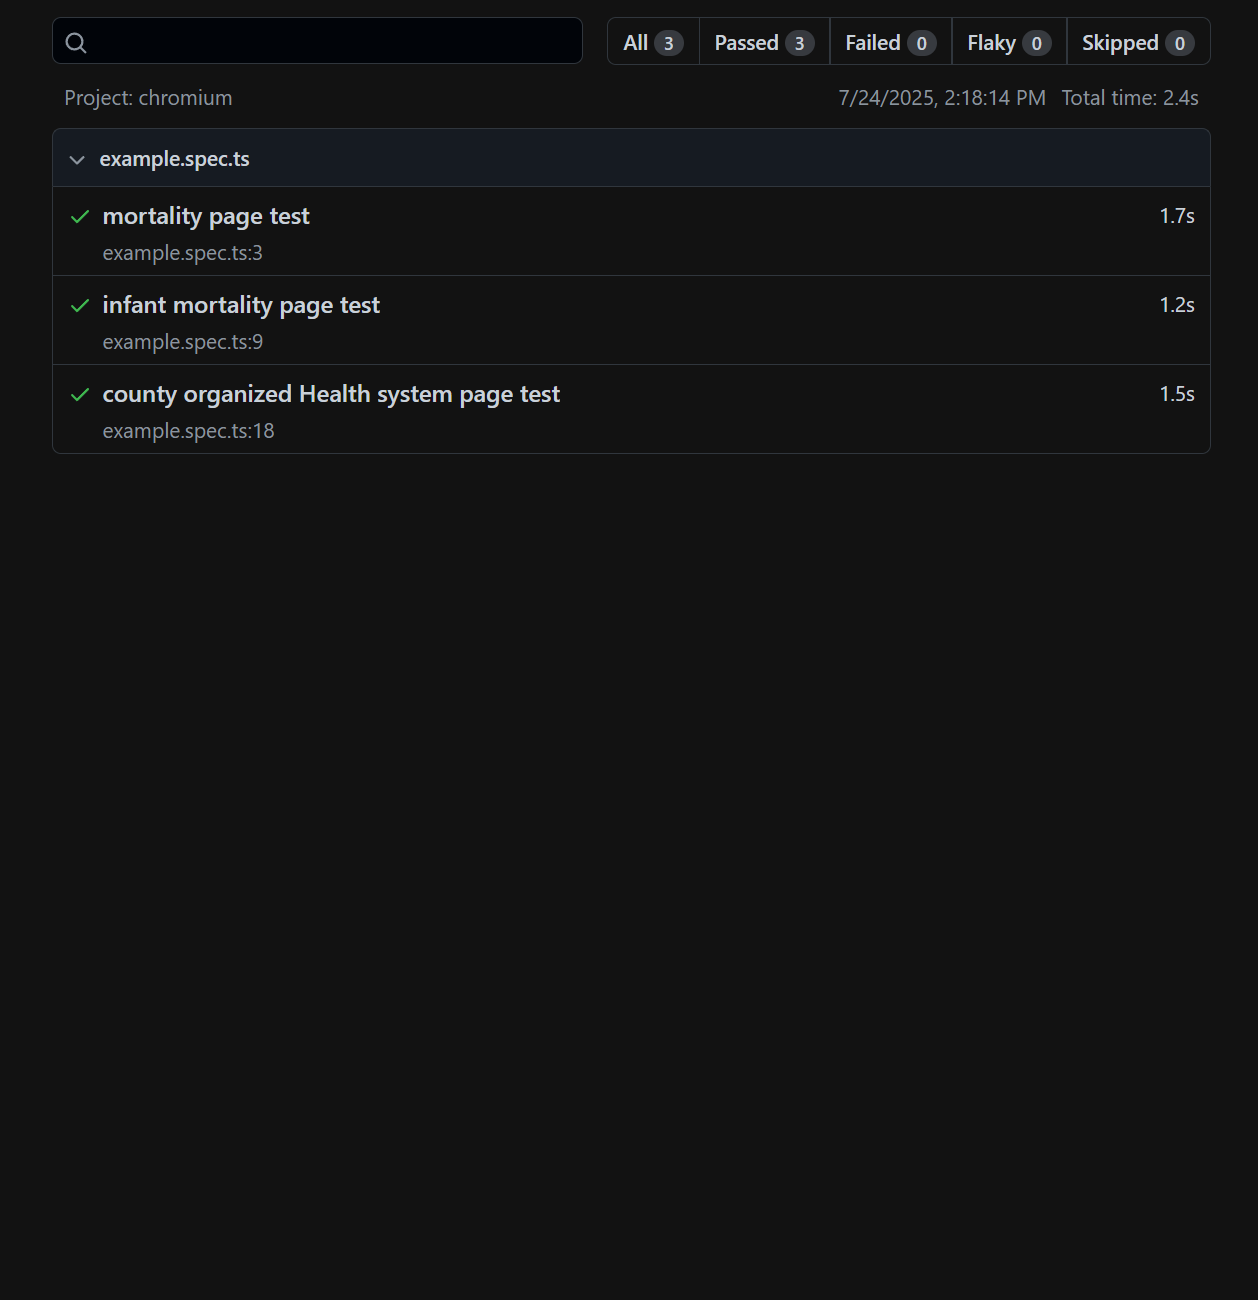 All 3 Passed 3 Failed 0 Flaky 0 Skipped 0
Project: chromium 7/24/2025, 2:18:14 PM Total time: 2.4s
example.spec.ts
mortality page test 1.7s
example.spec.ts:3
infant mortality page test 1.2s
example.spec.ts:9
county organized Health system page test 1.5s
example.spec.ts:18